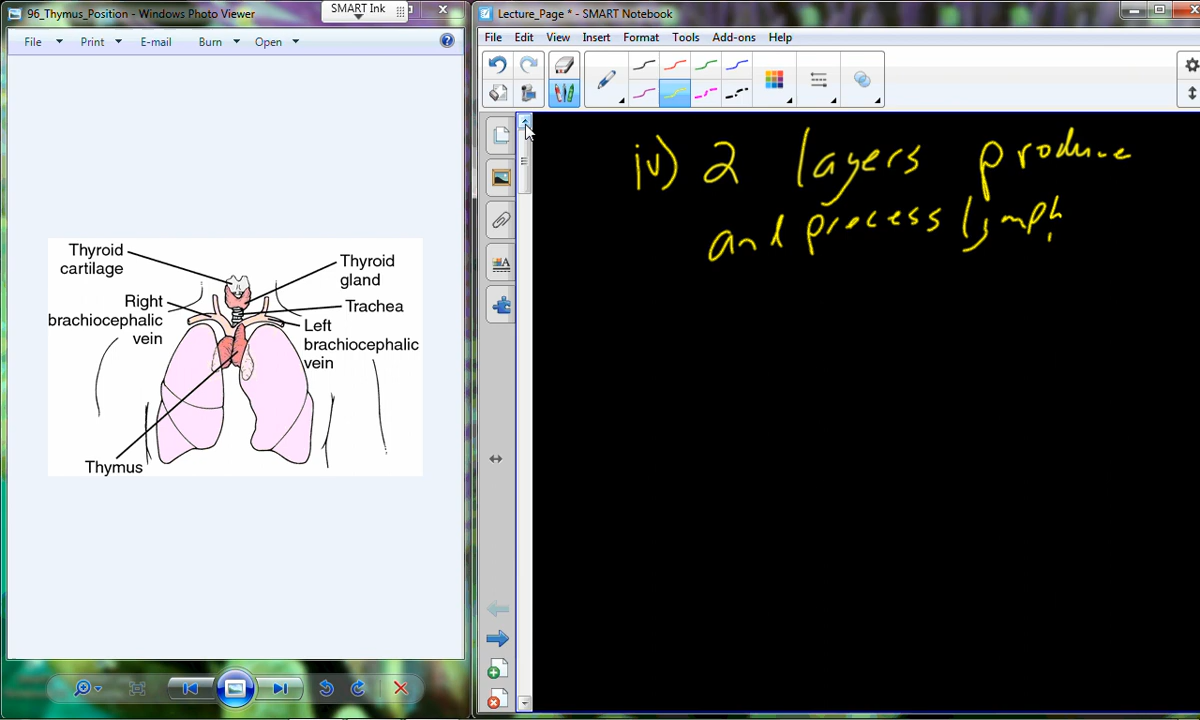 96_Thymus_Position - Windows Photo Viewer
SMART Ink
File Print E-mail Burn Open
Thyroid
cartilage
Thyroid
gland
Right
brachiocephalic
vein
Trachea
Left
brachiocephalic
vein
Thymus
Lecture_Page * - SMART Notebook
File Edit View Insert Format Tools Add-ons Help
iv) 2 layers produce
and process lymph